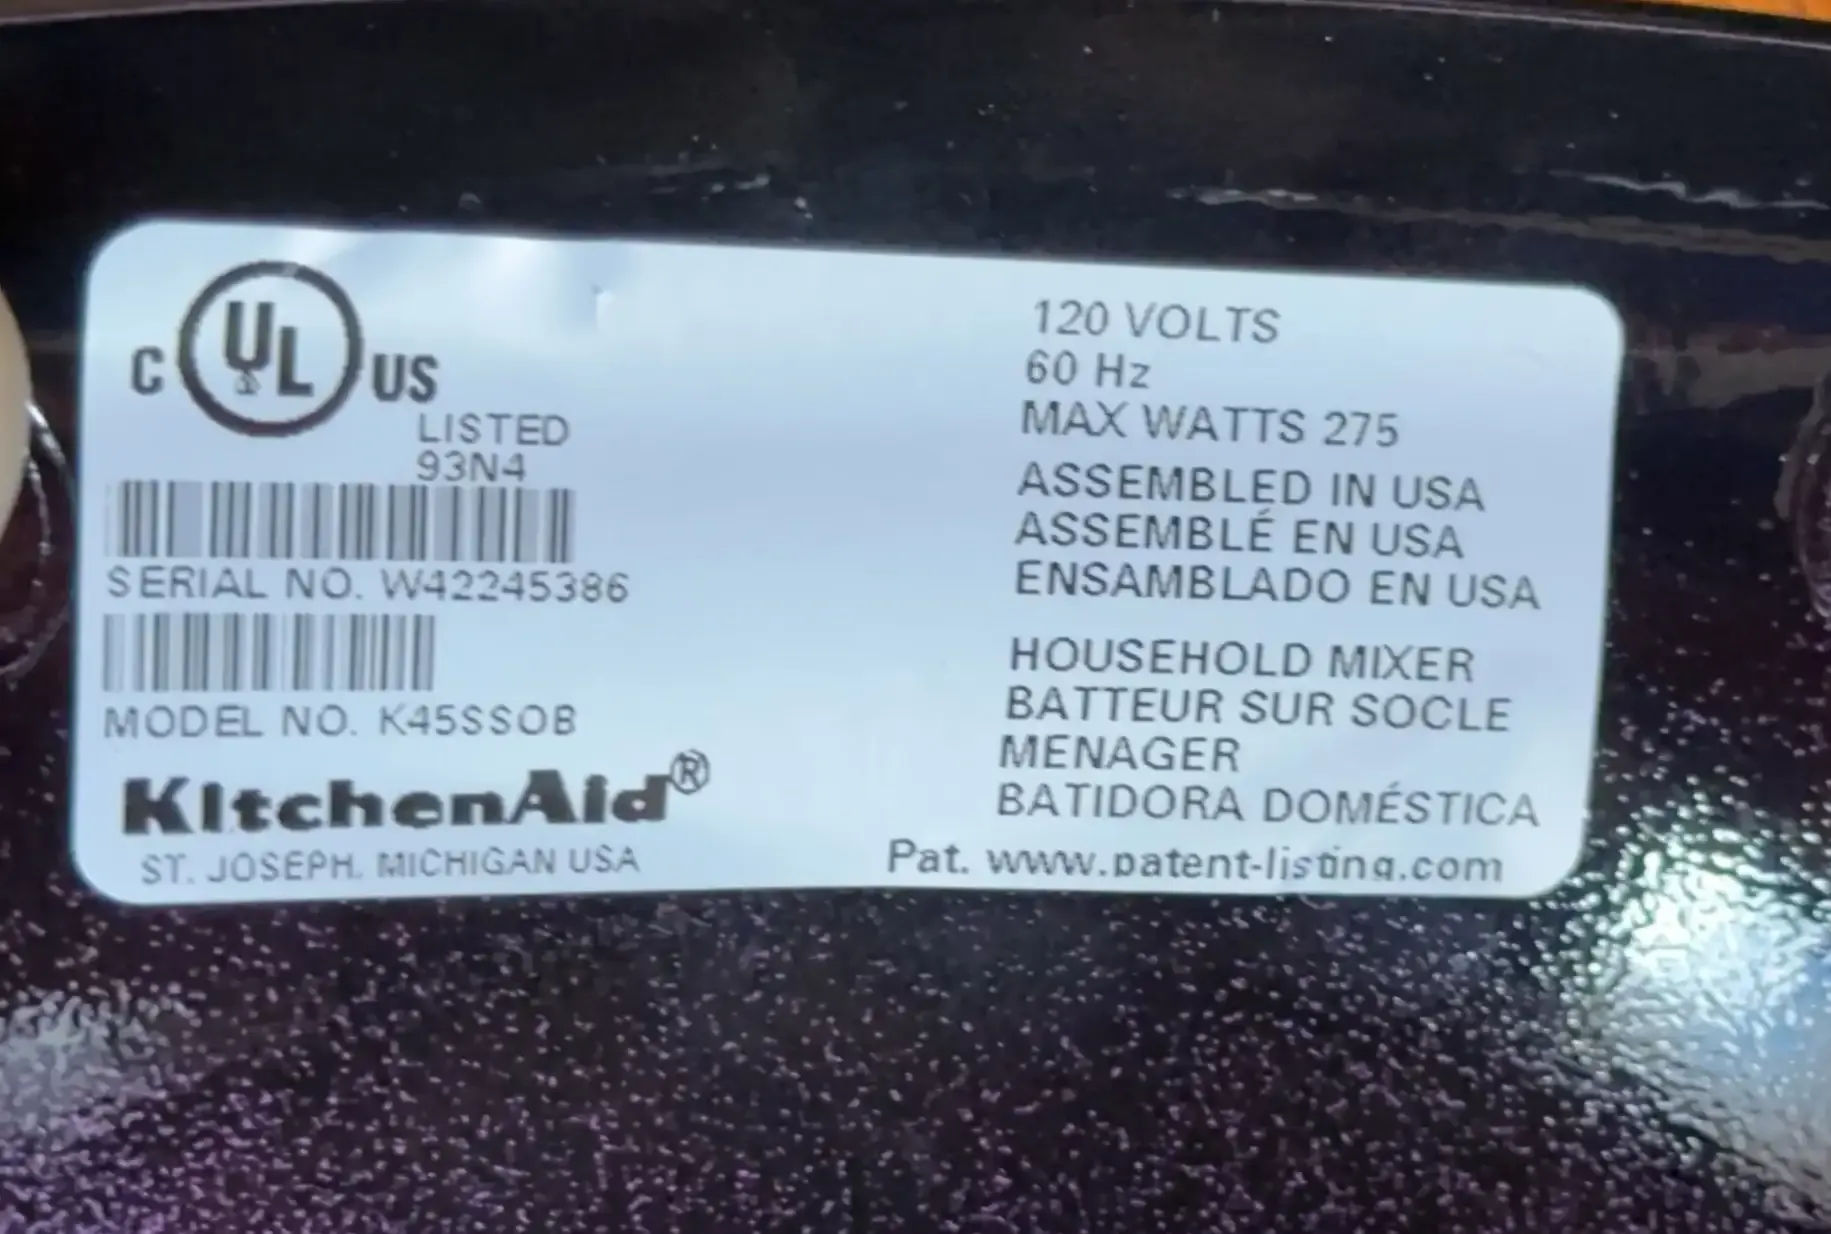 C UL US
LISTED
93N4
SERIAL NO. W42245386
MODEL NO. K45SSOB
KitchenAid®
ST. JOSEPH, MICHIGAN USA
120 VOLTS
60 Hz
MAX WATTS 275
ASSEMBLED IN USA
ASSEMBLÉ EN USA
ENSAMBLADO EN USA
HOUSEHOLD MIXER
BATTEUR SUR SOCLE
MENAGER
BATIDORA DOMÉSTICA
Pat. www.patent-listing.com